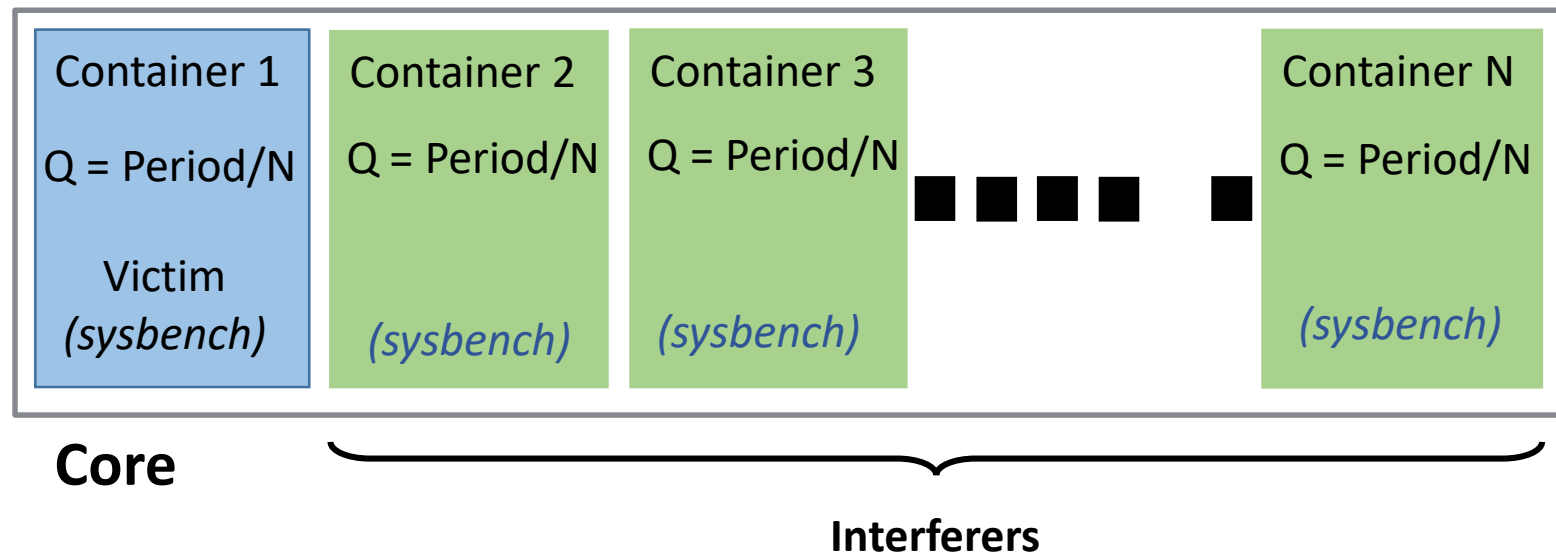 Container 1
Q = Period/N
Victim
(sysbench)
Container 2
Q = Period/N
(sysbench)
Container 3
Q = Period/N
(sysbench)
Container N
Q = Period/N
(sysbench)
Core
Interferers